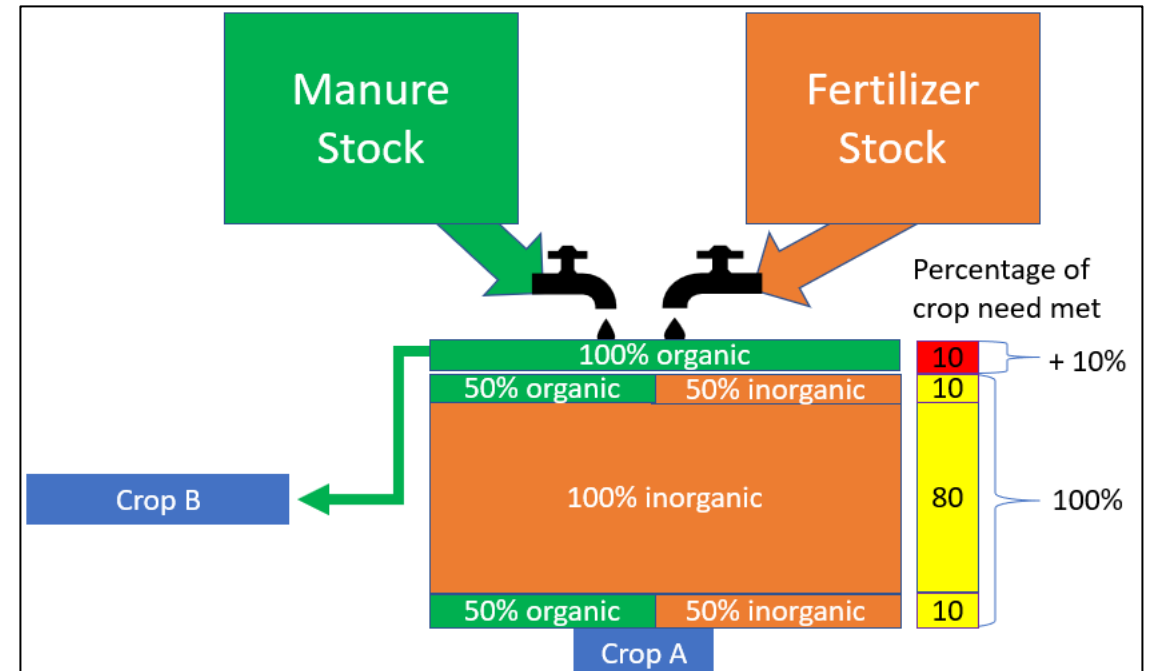 Manure
Stock
Fertilizer
Stock
Percentage of
crop need met
100% organic
10
+ 10%
50% organic
50% inorganic
10
100% inorganic
80
100%
Crop B
50% organic
50% inorganic
10
Crop A